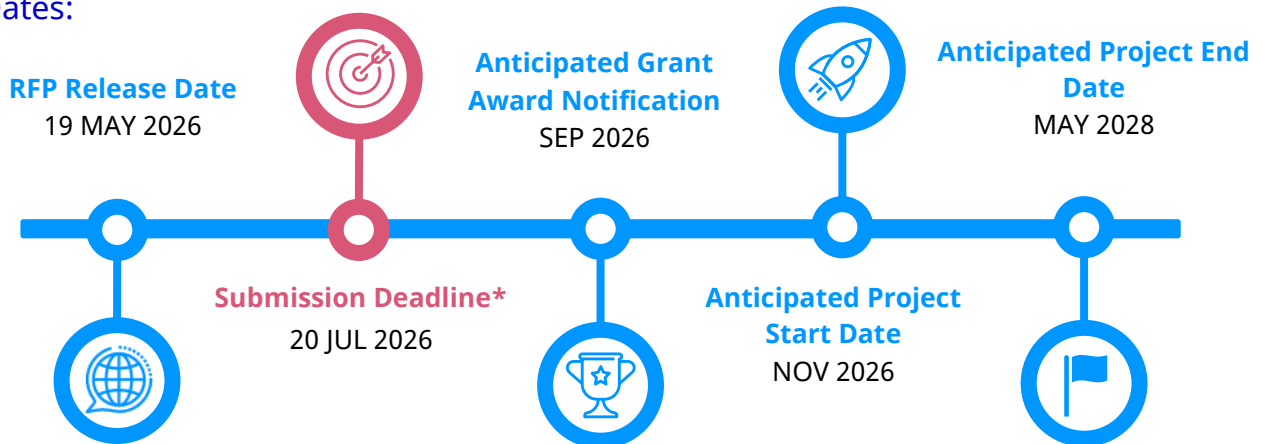 Dates:
RFP Release Date
19 MAY 2026
Submission Deadline*
20 JUL 2026
Anticipated Grant
Award Notification
SEP 2026
Anticipated Project
Start Date
NOV 2026
Anticipated Project End
Date
MAY 2028